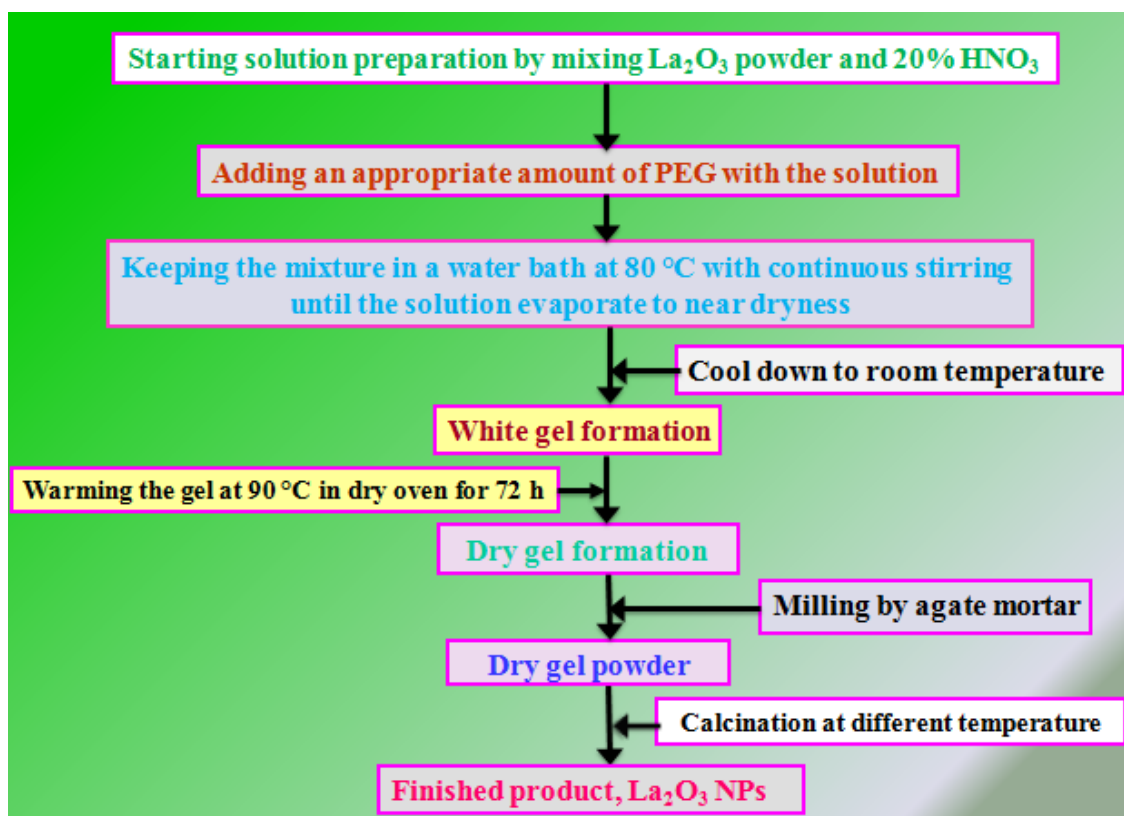 Starting solution preparation by mixing La₂O₃ powder and 20% HNO₃
Adding an appropriate amount of PEG with the solution
Keeping the mixture in a water bath at 80 °C with continuous stirring
until the solution evaporate to near dryness
Cool down to room temperature
White gel formation
Warming the gel at 90 °C in dry oven for 72 h
Dry gel formation
Milling by agate mortar
Dry gel powder
Calcination at different temperature
Finished product, La₂O₃ NPs